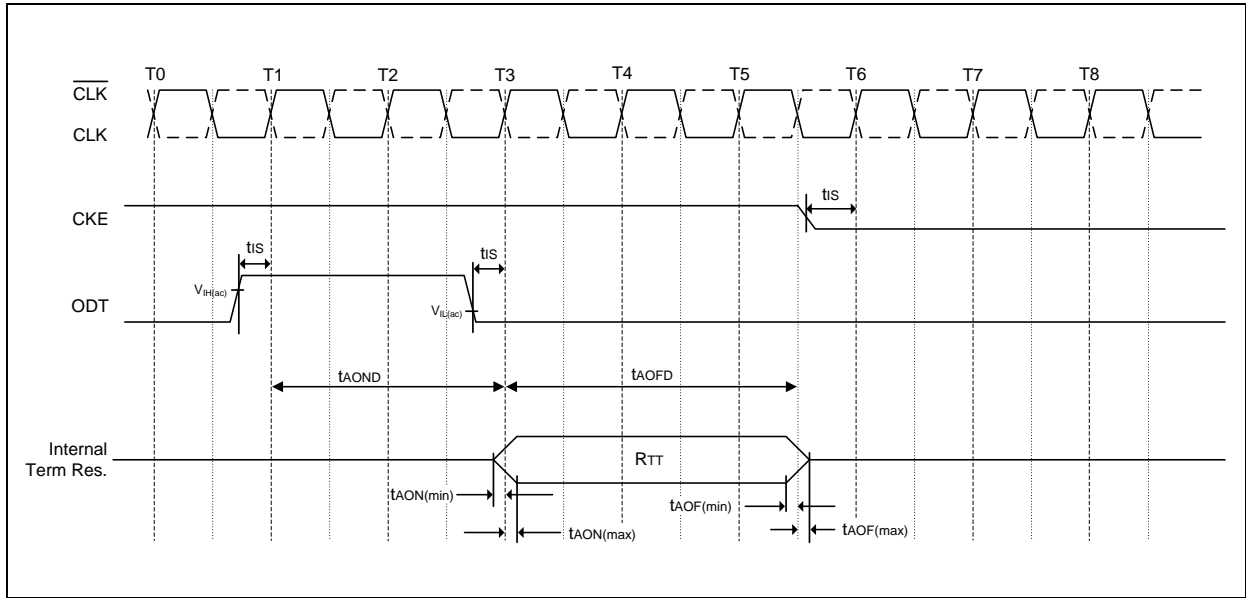 T0 T1 T2 T3 T4 T5 T6 T7 T8
CLK
CLK
CKE
tIS
tIS
tIS
VIH(ac)
ODT
VIL(ac)
tAOND
tAOFD
Internal
Term Res.
RTT
tAON(min)
tAOF(min)
tAON(max)
tAOF(max)